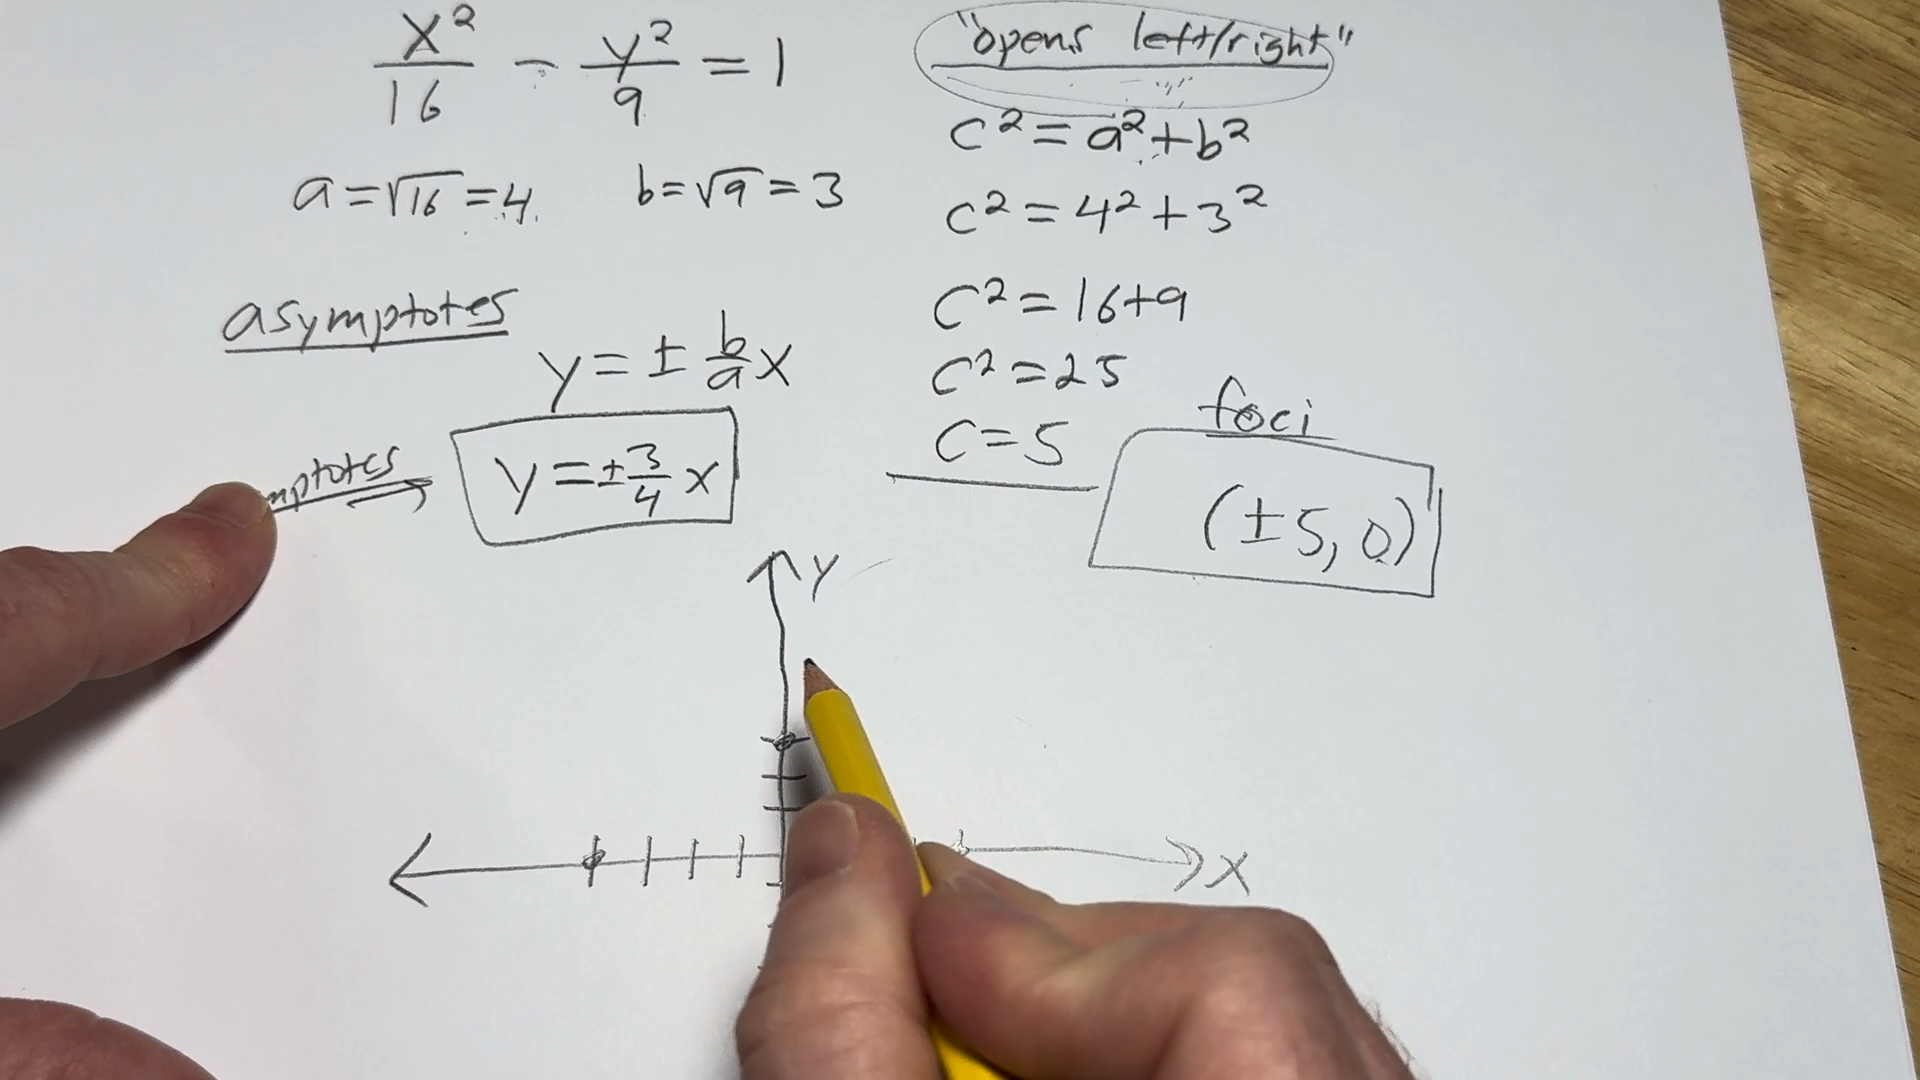 x²/16 - y²/9 = 1
"opens left/right"
a = √16 = 4
b = √9 = 3
c² = a² + b²
c² = 4² + 3²
c² = 16+9
c² = 25
c = 5
asymptotes
y = ± b/a x
y = ± 3/4 x
foci
(±5, 0)
y
x